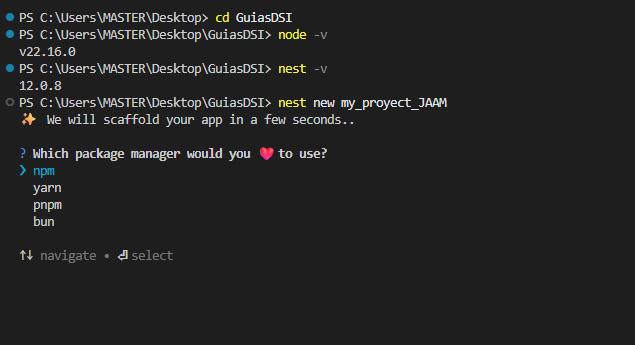 PS C:\Users\MASTER\Desktop> cd GuiasDSI
PS C:\Users\MASTER\Desktop\GuiasDSI> node -v
v22.16.0
PS C:\Users\MASTER\Desktop\GuiasDSI> nest -v
12.0.8
PS C:\Users\MASTER\Desktop\GuiasDSI> nest new my_proyect_JAAM
✨ We will scaffold your app in a few seconds..
? Which package manager would you ❤️ to use?
❯ npm
yarn
pnpm
bun
↑↓ navigate • ⏎ select